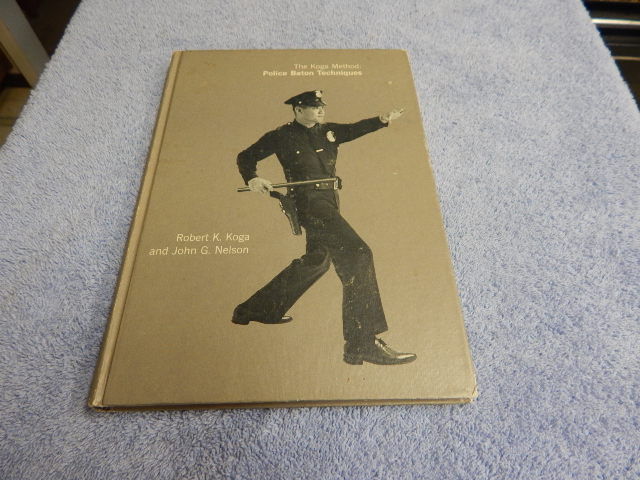 The Koga Method:
Police Baton Techniques
Robert K. Koga
and John G. Nelson